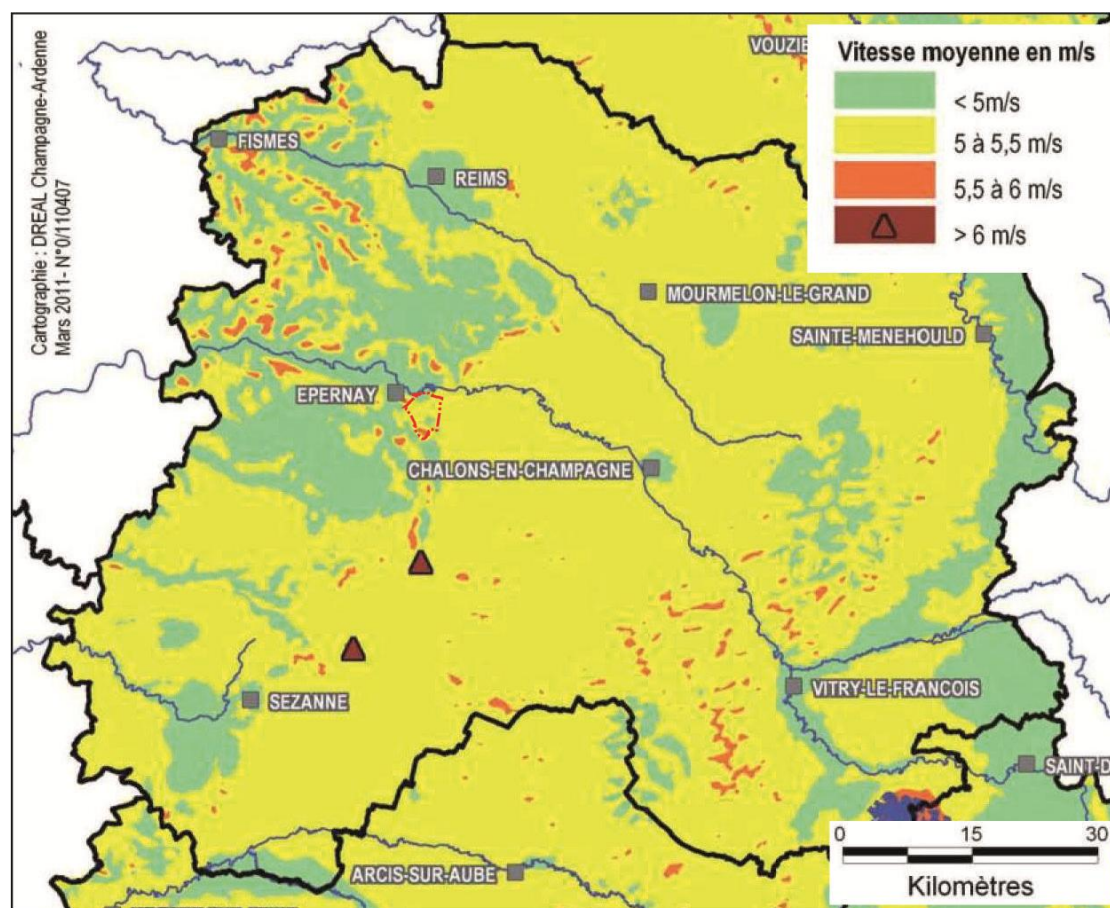 Cartographie : DREAL Champagne-Ardenne
Mars 2011- N°0/110407
Vitesse moyenne en m/s
< 5m/s
5 à 5,5 m/s
5,5 à 6 m/s
> 6 m/s
FISMES
REIMS
MOURMELON-LE-GRAND
SAINTE-MENEHOULD
EPERNAY
CHALONS-EN-CHAMPAGNE
VITRY-LE-FRANCOIS
SEZANNE
SAINT-D
ARCIS-SUR-AUBE
0 15 30
Kilomètres